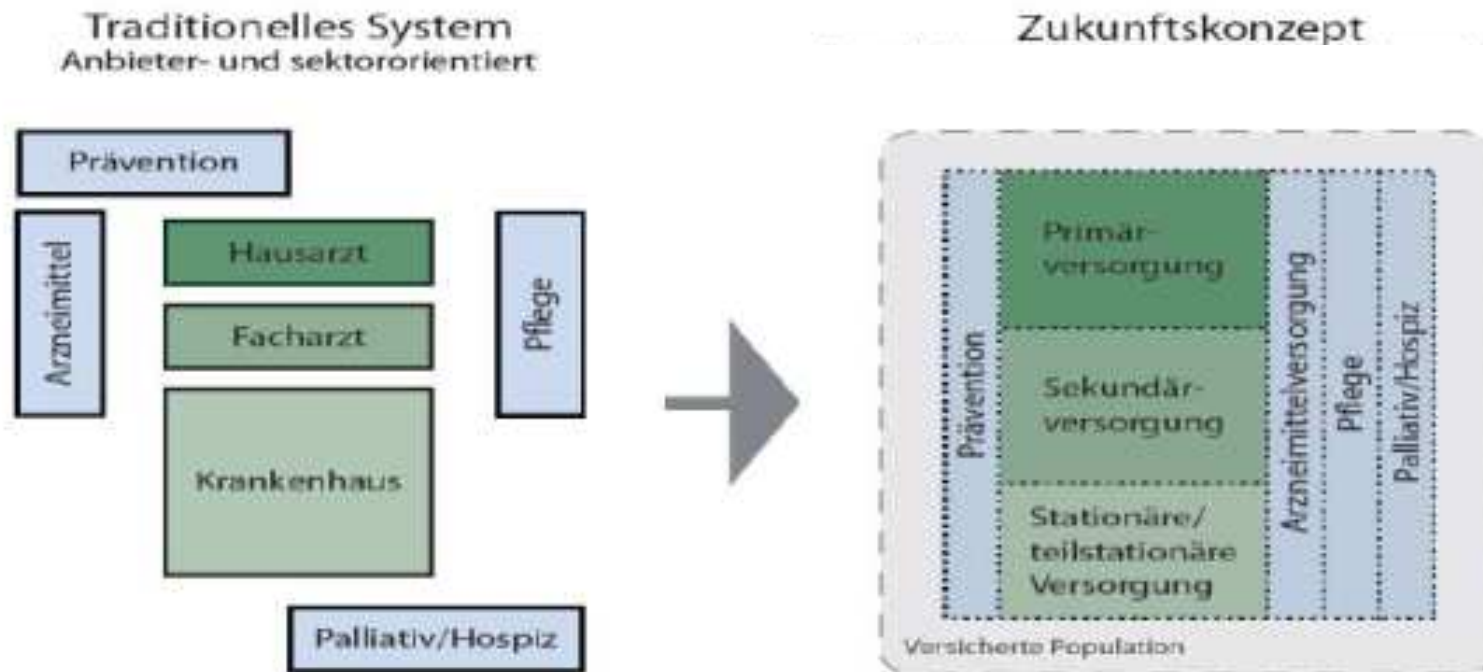 Traditionelles System
Anbieter- und sektororientiert
Prävention
Arzneimittel
Hausarzt
Facharzt
Krankenhaus
Pflege
Palliativ/Hospiz
Zukunftskonzept
Prävention
Primär-
versorgung
Sekundär-
versorgung
Stationäre/
teilstationäre
Versorgung
Arzneimittelversorgung
Pflege
Palliativ/Hospiz
Versicherte Population